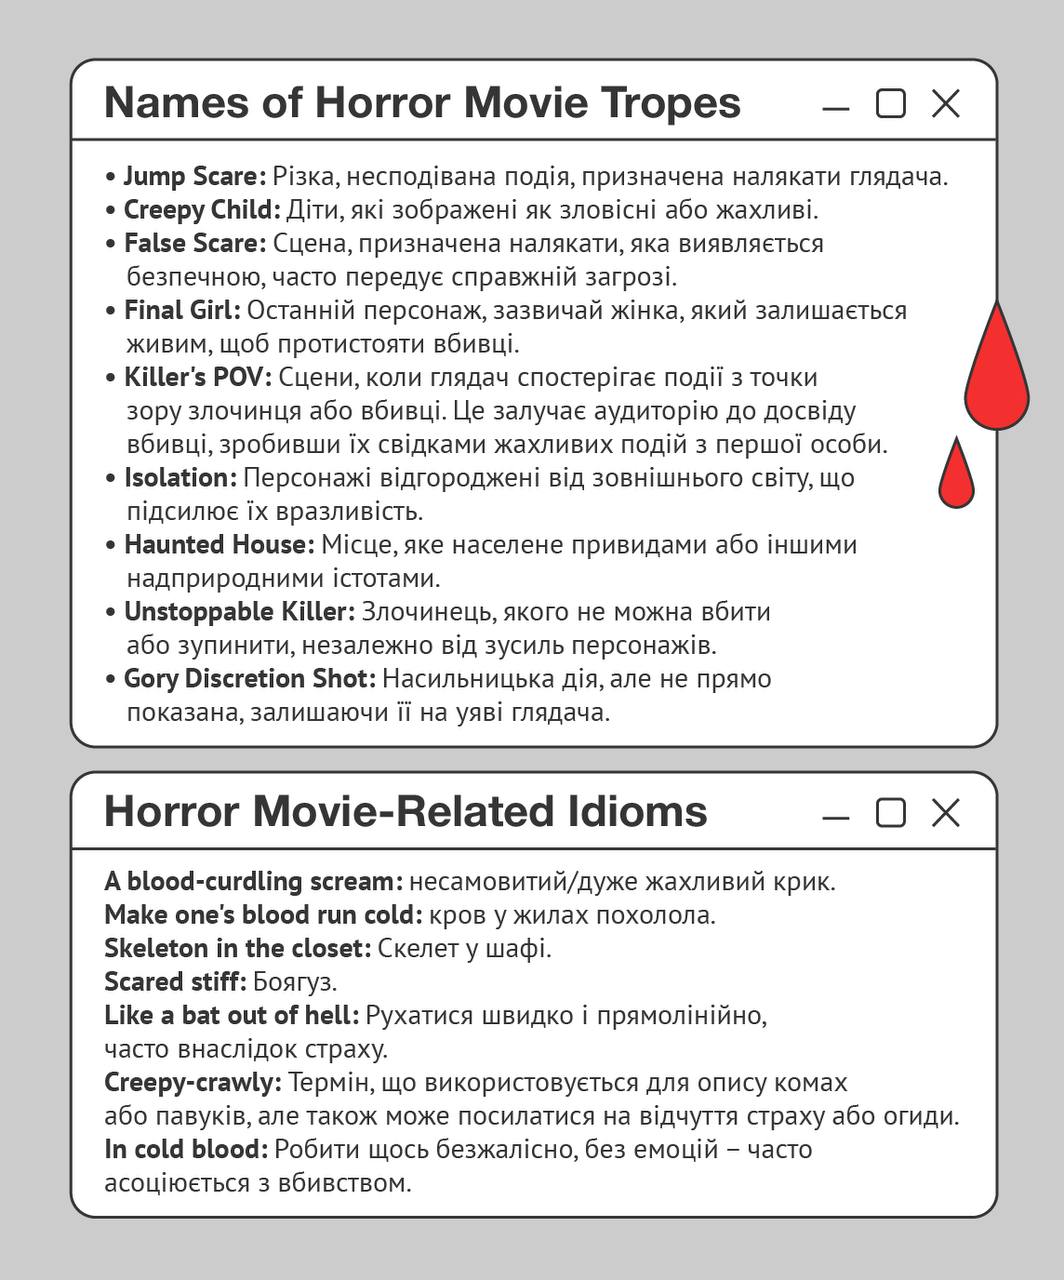 Names of Horror Movie Tropes
• Jump Scare: Різка, несподівана подія, призначена налякати глядача.
• Creepy Child: Діти, які зображені як зловісні або жахливі.
• False Scare: Сцена, призначена налякати, яка виявляється
безпечною, часто передує справжній загрозі.
• Final Girl: Останній персонаж, зазвичай жінка, який залишається
живим, щоб протистояти вбивці.
• Killer's POV: Сцени, коли глядач спостерігає події з точки
зору злочинця або вбивці. Це залучає аудиторію до досвіду
вбивці, зробивши їх свідками жахливих подій з першої особи.
• Isolation: Персонажі відгороджені від зовнішнього світу, що
підсилює їх вразливість.
• Haunted House: Місце, яке населене привидами або іншими
надприродними істотами.
• Unstoppable Killer: Злочинець, якого не можна вбити
або зупинити, незалежно від зусиль персонажів.
• Gory Discretion Shot: Насильницька дія, але не прямо
показана, залишаючи її на уяві глядача.
Horror Movie-Related Idioms
A blood-curdling scream: несамовитий/дуже жахливий крик.
Make one's blood run cold: кров у жилах похолола.
Skeleton in the closet: Скелет у шафі.
Scared stiff: Боягуз.
Like a bat out of hell: Рухатися швидко і прямолінійно,
часто внаслідок страху.
Creepy-crawly: Термін, що використовується для опису комах
або павуків, але також може посилатися на відчуття страху або огиди.
In cold blood: Робити щось безжалісно, без емоцій – часто
асоціюється з вбивством.